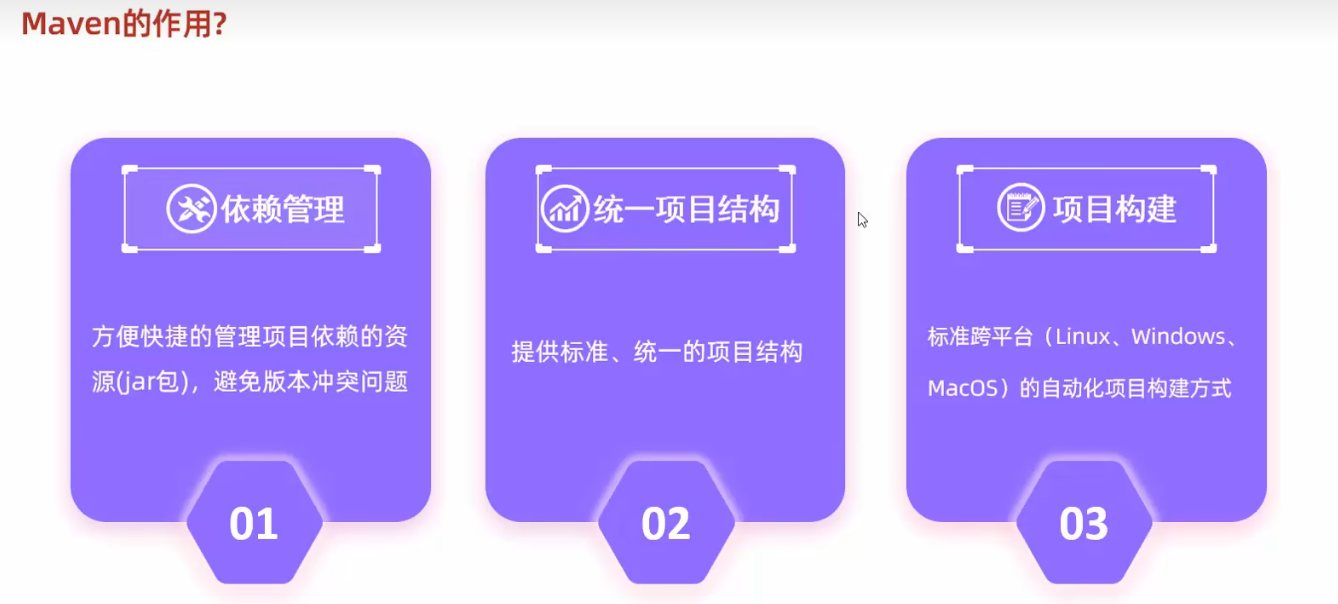 Maven的作用?
依赖管理
方便快捷的管理项目依赖的资
源(jar包)，避免版本冲突问题
01
统一项目结构
提供标准、统一的项目结构
02
项目构建
标准跨平台（Linux、Windows、
MacOS）的自动化项目构建方式
03